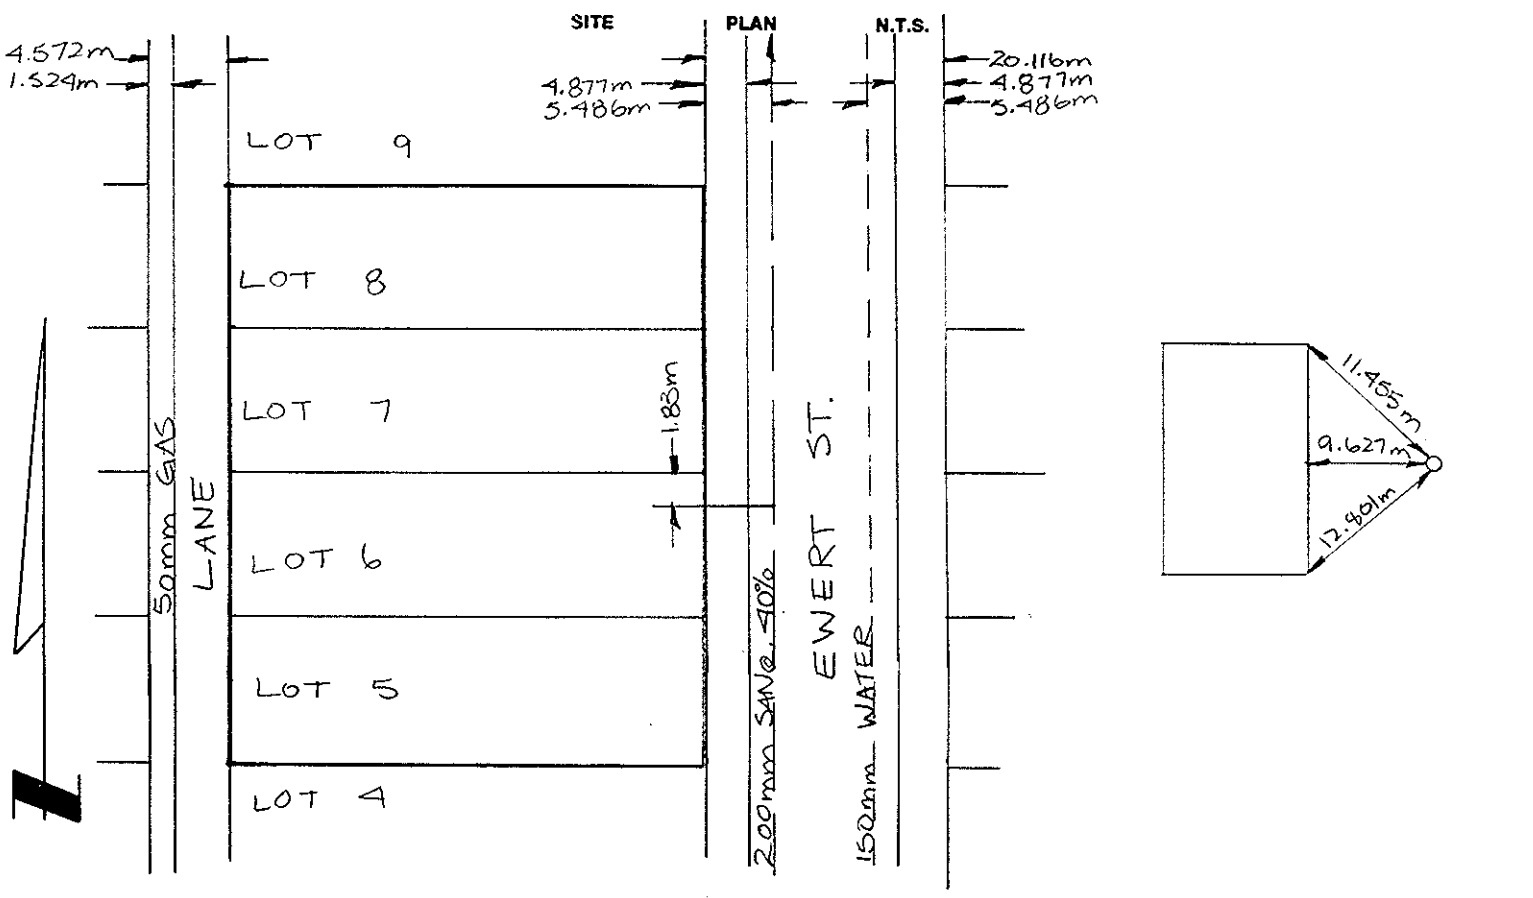 SITE PLAN N.T.S.
4.572m
1.524m
4.877m
5.486m
20.116m
4.877m
5.486m
LOT 9
LOT 8
LOT 7
1.83m
LOT 6
LOT 5
LOT 4
50mm GAS
LANE
200mm SAN@.40%
EWERT ST.
150mm WATER
11.455m
9.627m
12.801m
Z